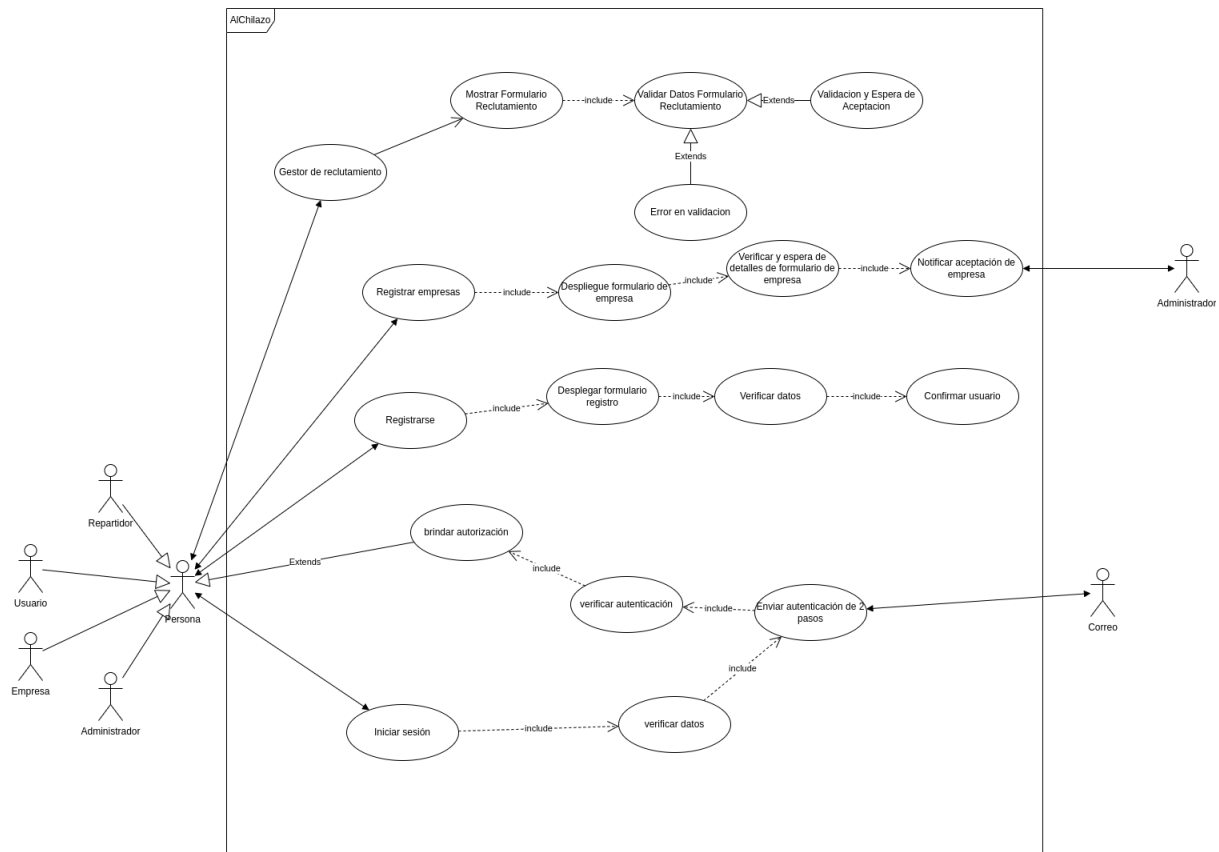 AlChilazo
Mostrar Formulario
Reclutamiento
include
Validar Datos Formulario
Reclutamiento
Extends
Validacion y Espera de
Aceptacion
Gestor de reclutamiento
Extends
Error en validacion
Registrar empresas
include
Despliegue formulario de
empresa
include
Verificar y espera de
detalles de formulario de
empresa
include
Notificar aceptación de
empresa
Administrador
Registrarse
include
Desplegar formulario
registro
include
Verificar datos
include
Confirmar usuario
Repartidor
Usuario
Empresa
Administrador
Persona
brindar autorización
Extends
include
verificar autenticación
include
Enviar autenticación de 2
pasos
Correo
include
Iniciar sesión
include
verificar datos